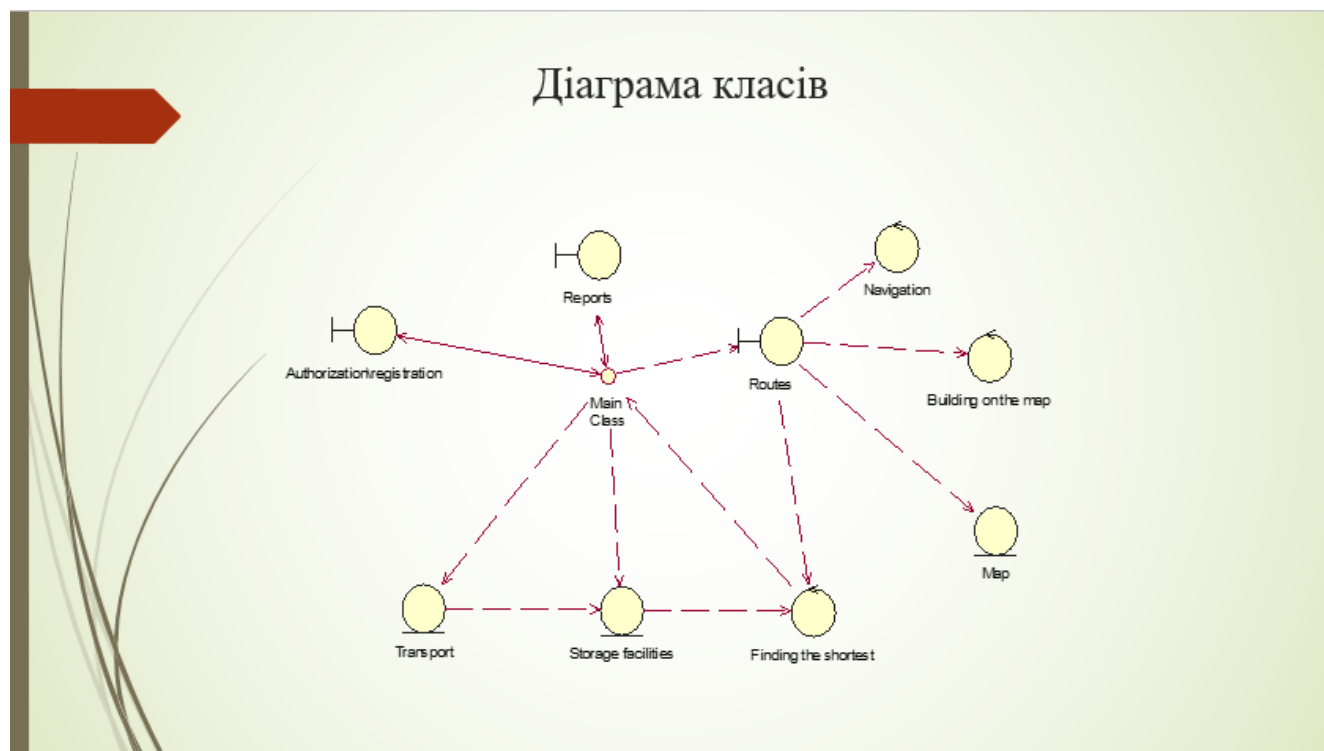 Діаграма класів
Reports
Navigation
Authorization\registration
Routes
Building on the map
Main
Class
Map
Transport
Storage facilities
Finding the shortest